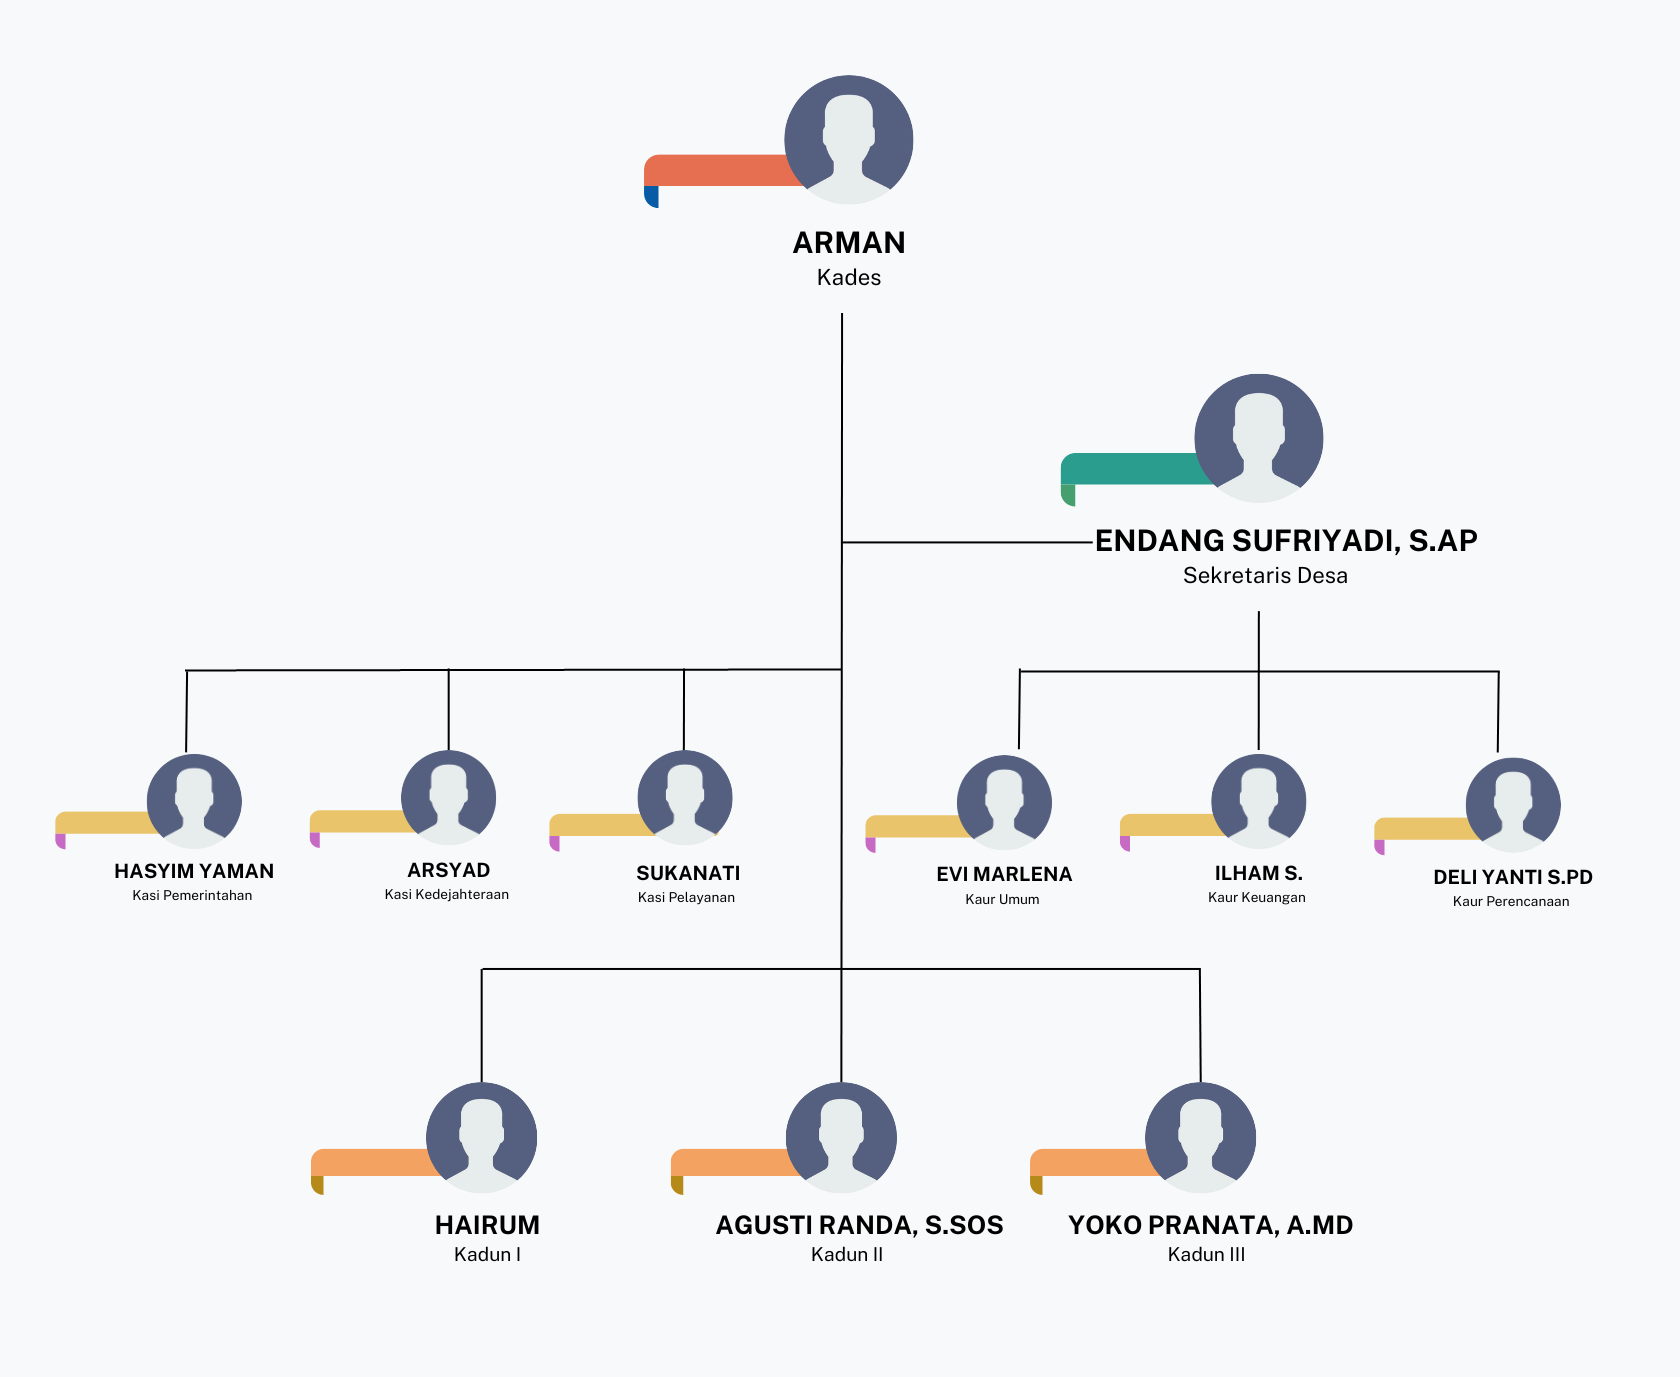 ARMAN
Kades
ENDANG SUFRIYADI, S.AP
Sekretaris Desa
HASYIM YAMAN
Kasi Pemerintahan
ARSYAD
Kasi Kedejahteraan
SUKANATI
Kasi Pelayanan
EVI MARLENA
Kaur Umum
ILHAM S.
Kaur Keuangan
DELI YANTI S.PD
Kaur Perencanaan
HAIRUM
Kadun I
AGUSTI RANDA, S.SOS
Kadun II
YOKO PRANATA, A.MD
Kadun III